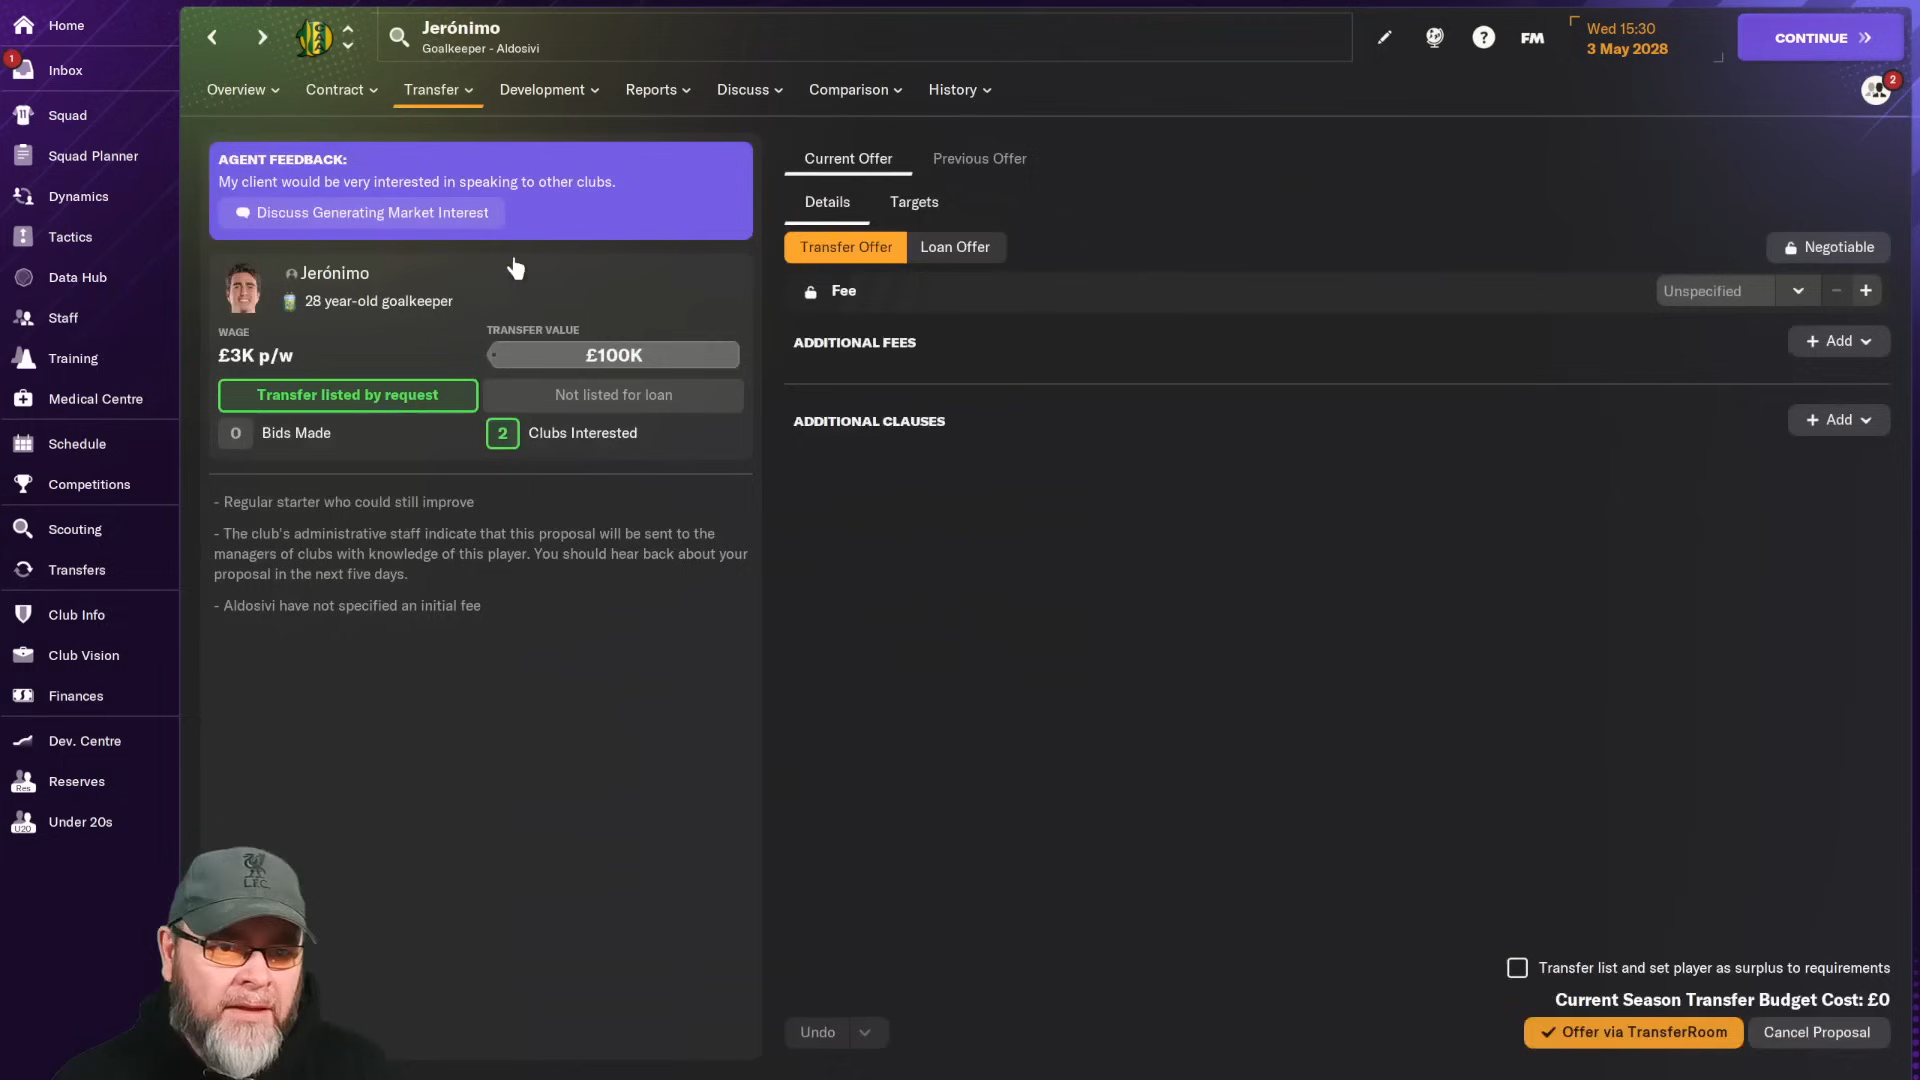 Home
1
Inbox
Squad
Squad Planner
Dynamics
Tactics
Data Hub
Staff
Training
Medical Centre
Schedule
Competitions
Scouting
Transfers
Club Info
Club Vision
Finances
Dev. Centre
Res
Reserves
U20
Under 20s
Jerónimo
Goalkeeper - Aldosivi
FM
Wed 15:30
3 May 2028
CONTINUE
2
Overview
Contract
Transfer
Development
Reports
Discuss
Comparison
History
AGENT FEEDBACK:
My client would be very interested in speaking to other clubs.
Discuss Generating Market Interest
Jerónimo
28 year-old goalkeeper
WAGE
£3K p/w
TRANSFER VALUE
£100K
Transfer listed by request
Not listed for loan
0 Bids Made
2 Clubs Interested
- Regular starter who could still improve
- The club's administrative staff indicate that this proposal will be sent to the
managers of clubs with knowledge of this player. You should hear back about your
proposal in the next five days.
- Aldosivi have not specified an initial fee
Current Offer
Previous Offer
Details
Targets
Transfer Offer
Loan Offer
Negotiable
Fee
Unspecified
ADDITIONAL FEES
+ Add
ADDITIONAL CLAUSES
+ Add
Transfer list and set player as surplus to requirements
Current Season Transfer Budget Cost: £0
Undo
Offer via TransferRoom
Cancel Proposal
L.F.C.